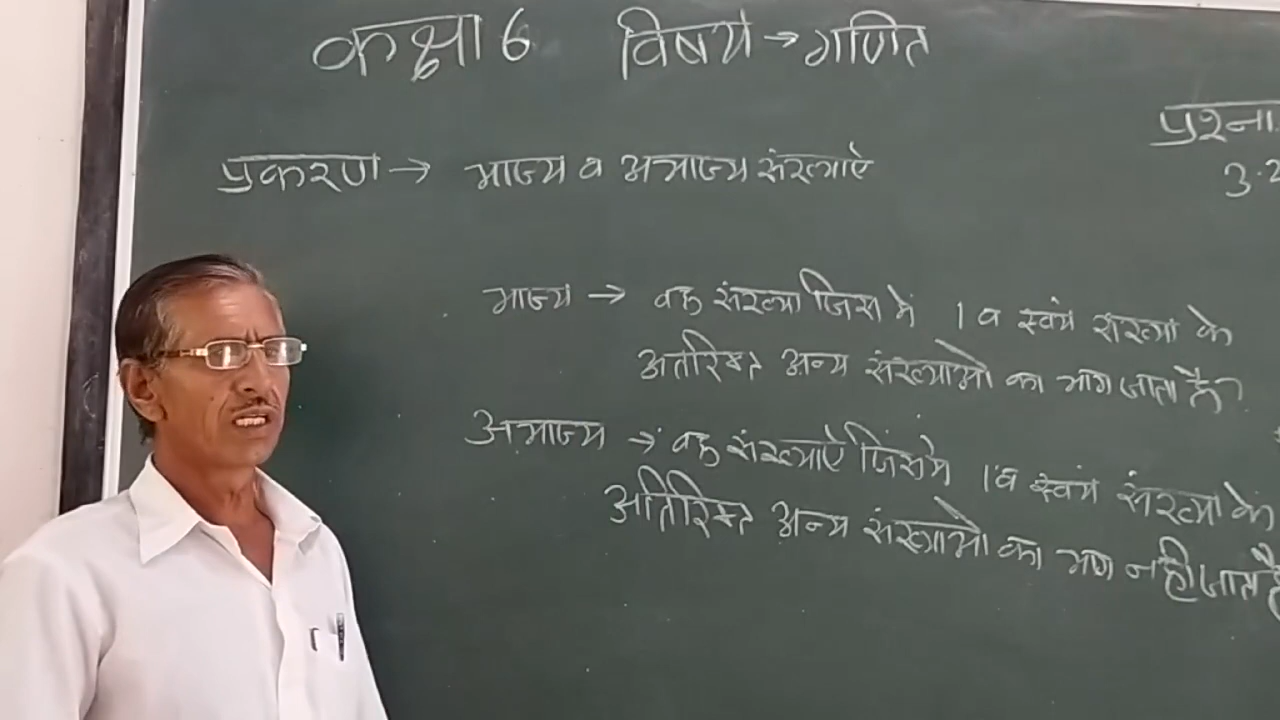 कक्षा 6 विषय → गणित
प्रश्ना
3.2
प्रकरण → भाज्य व अभाज्य संख्याऐ
भाज्य → वह संख्या जिस में 1 व स्वंय संख्या के
अतरिक्त अन्य संख्याओ का भाग जाता है?
अभाज्य → वह संख्याऐ जिसमे 1 व स्वंय संख्या के
अतिरिक्त अन्य संख्याओ का भाग नही जाता है